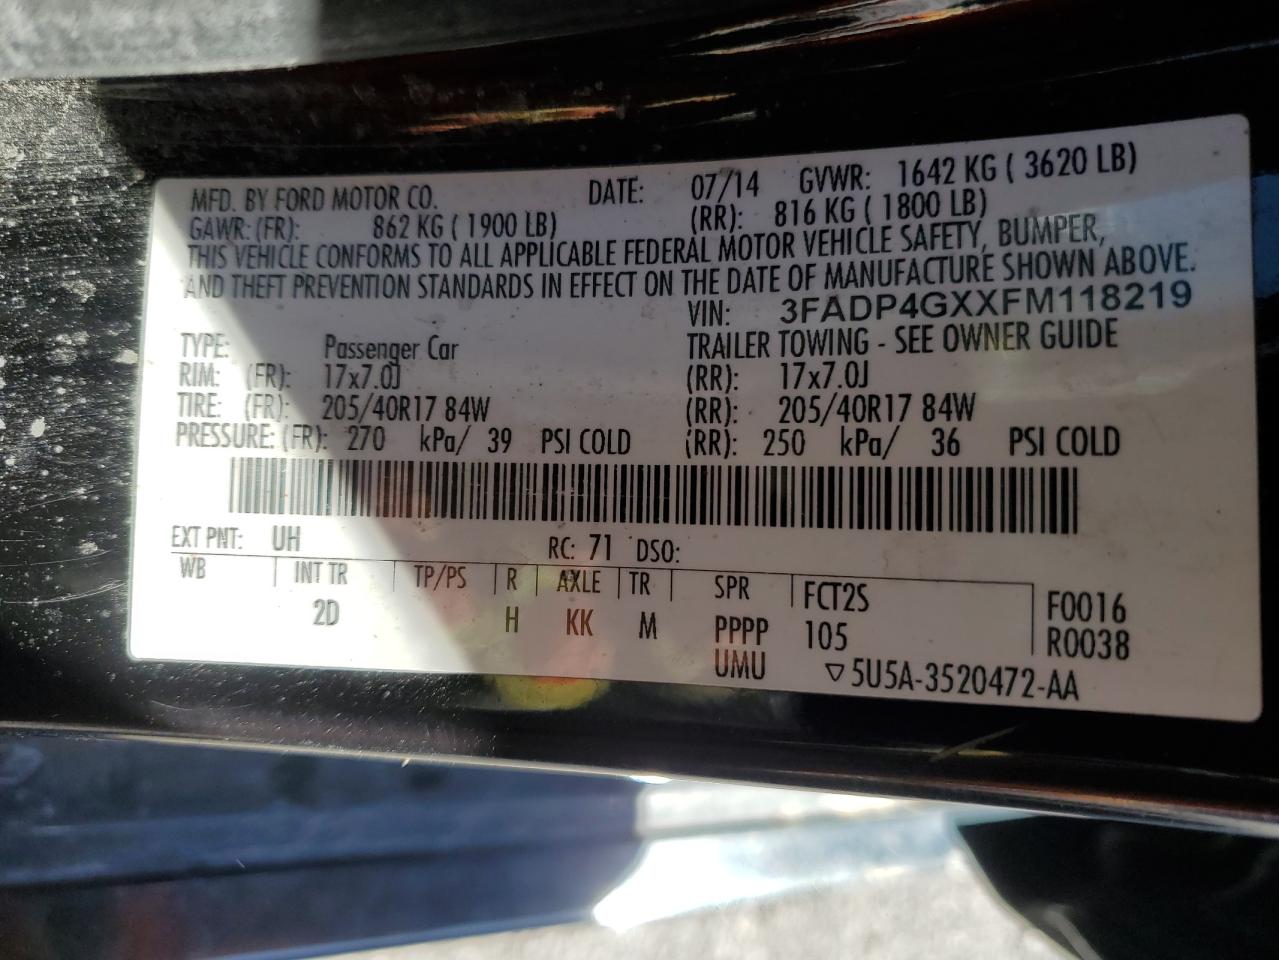 MFD. BY FORD MOTOR CO. DATE: 07/14 GVWR: 1642 KG ( 3620 LB)
GAWR: (FR): 862 KG ( 1900 LB) (RR): 816 KG ( 1800 LB)
THIS VEHICLE CONFORMS TO ALL APPLICABLE FEDERAL MOTOR VEHICLE SAFETY, BUMPER,
AND THEFT PREVENTION STANDARDS IN EFFECT ON THE DATE OF MANUFACTURE SHOWN ABOVE.
VIN: 3FADP4GXXFM118219
TYPE: Passenger Car TRAILER TOWING - SEE OWNER GUIDE
RIM: (FR): 17x7.0J (RR): 17x7.0J
TIRE: (FR): 205/40R17 84W (RR): 205/40R17 84W
PRESSURE: (FR): 270 kPa/ 39 PSI COLD (RR): 250 kPa/ 36 PSI COLD
EXT PNT: UH RC: 71 DSO:
WB INT TR TP/PS R AXLE TR SPR FCT2S F0016
2D H KK M PPPP 105 R0038
UMU ▽5U5A-3520472-AA